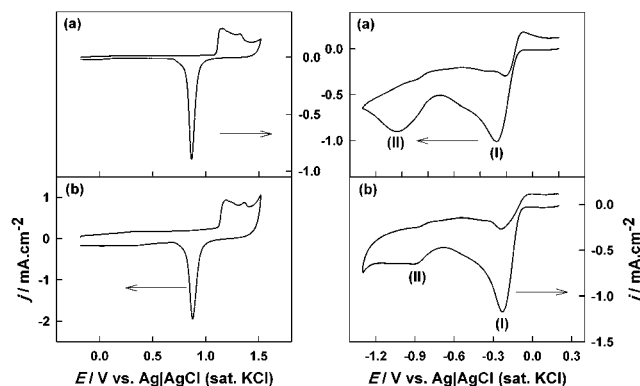 (a)
0.0
-0.5
-1.0
(b)
1
0
-1
-2
j / mA.cm-2
0.0
0.5
1.0
1.5
E / V vs. Ag|AgCl (sat. KCl)
(a)
0.0
-0.5
-1.0
(II)
(I)
(b)
0.0
-0.5
-1.0
-1.5
j / mA.cm-2
(II)
(I)
-1.2
-0.9
-0.6
-0.3
0.0
0.3
E / V vs. Ag|AgCl (sat. KCl)